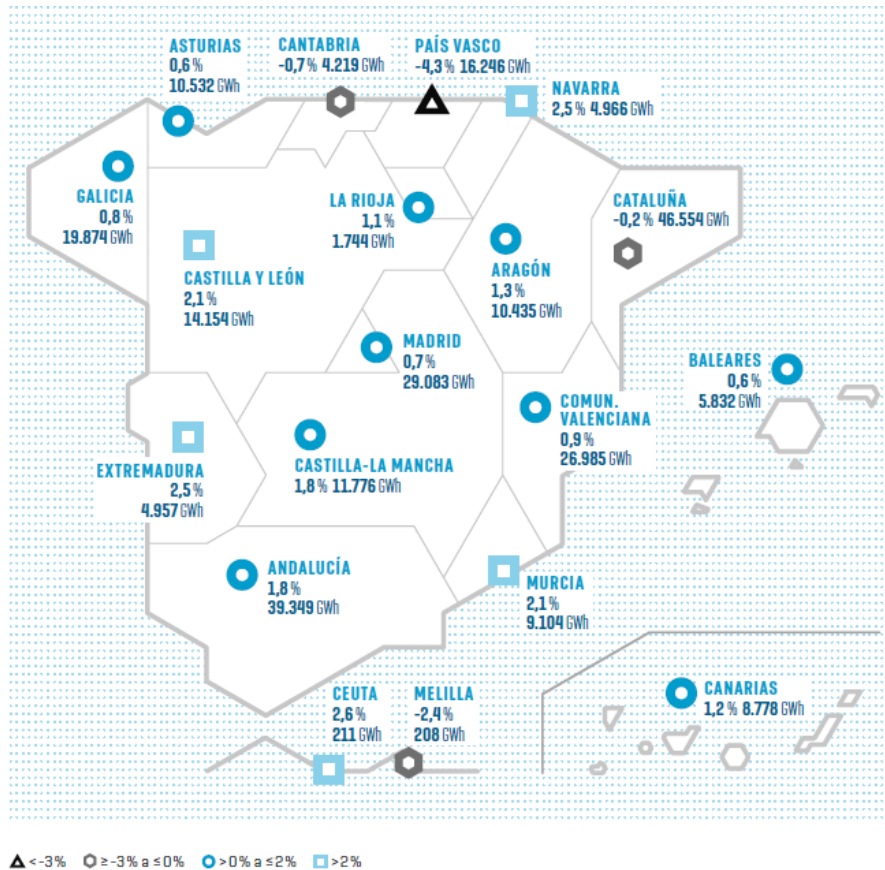 ASTURIAS
0,6 %
10.532 GWh
CANTABRIA
-0,7 % 4.219 GWh
PAÍS VASCO
-4,3 % 16.246 GWh
NAVARRA
2,5 % 4.966 GWh
GALICIA
0,8 %
19.874 GWh
LA RIOJA
1,1 %
1.744 GWh
CATALUÑA
-0,2 % 46.554 GWh
CASTILLA Y LEÓN
2,1 %
14.154 GWh
ARAGÓN
1,3 %
10.435 GWh
MADRID
0,7 %
29.083 GWh
BALEARES
0,6 %
5.832 GWh
COMUN.
VALENCIANA
0,9 %
26.985 GWh
EXTREMADURA
2,5 %
4.957 GWh
CASTILLA-LA MANCHA
1,8 % 11.776 GWh
ANDALUCÍA
1,8 %
39.349 GWh
MURCIA
2,1 %
9.104 GWh
CEUTA
2,6 %
211 GWh
MELILLA
-2,4 %
208 GWh
CANARIAS
1,2 % 8.778 GWh
<-3% ≥-3% a ≤0% >0% a ≤2% >2%